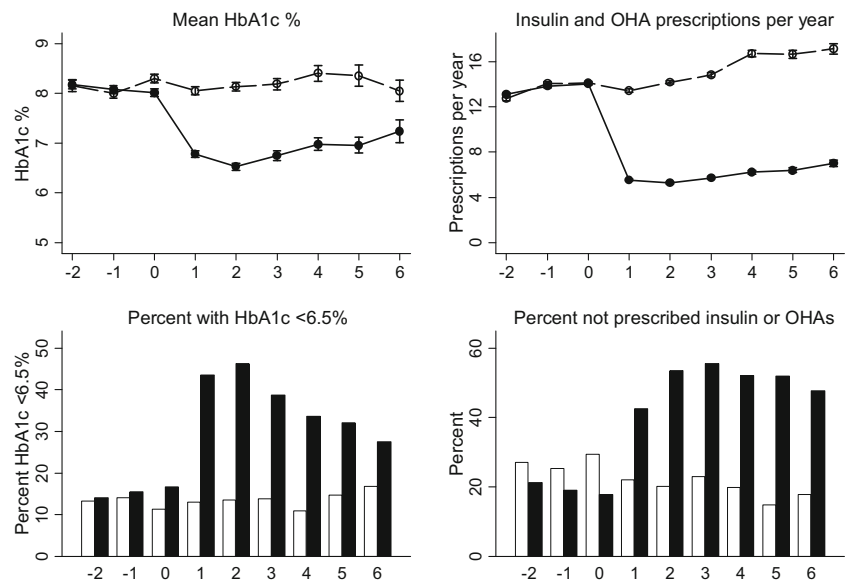 Mean HbA1c %
HbA1c %
9
8
7
6
5
-2 -1 0 1 2 3 4 5 6
Insulin and OHA prescriptions per year
Prescriptions per year
16
12
8
4
0
-2 -1 0 1 2 3 4 5 6
Percent with HbA1c <6.5%
Percent HbA1c <6.5%
50
40
30
20
10
0
-2 -1 0 1 2 3 4 5 6
Percent not prescribed insulin or OHAs
Percent
60
40
20
0
-2 -1 0 1 2 3 4 5 6